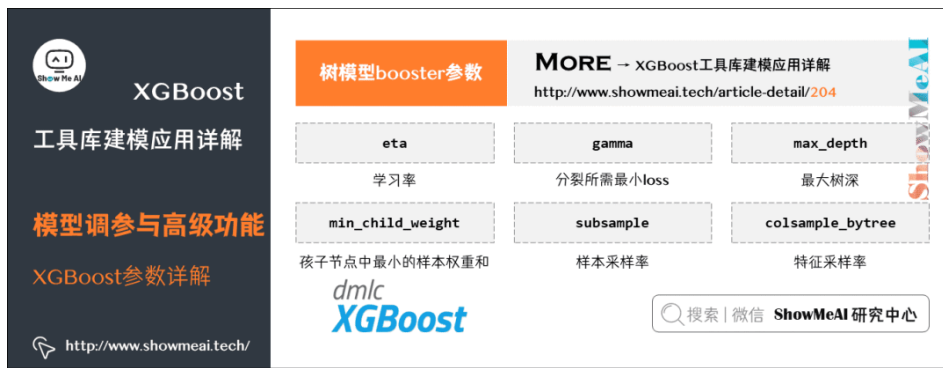 Show Me AI
XGBoost
工具库建模应用详解
模型调参与高级功能
XGBoost参数详解
http://www.showmeai.tech/
树模型booster参数
MORE → XGBoost工具库建模应用详解
http://www.showmeai.tech/article-detail/204
eta
gamma
max_depth
学习率
分裂所需最小loss
最大树深
min_child_weight
subsample
colsample_bytree
孩子节点中最小的样本权重和
样本采样率
特征采样率
dmlc
XGBoost
搜索 | 微信 ShowMeAI 研究中心
ShowMeAI